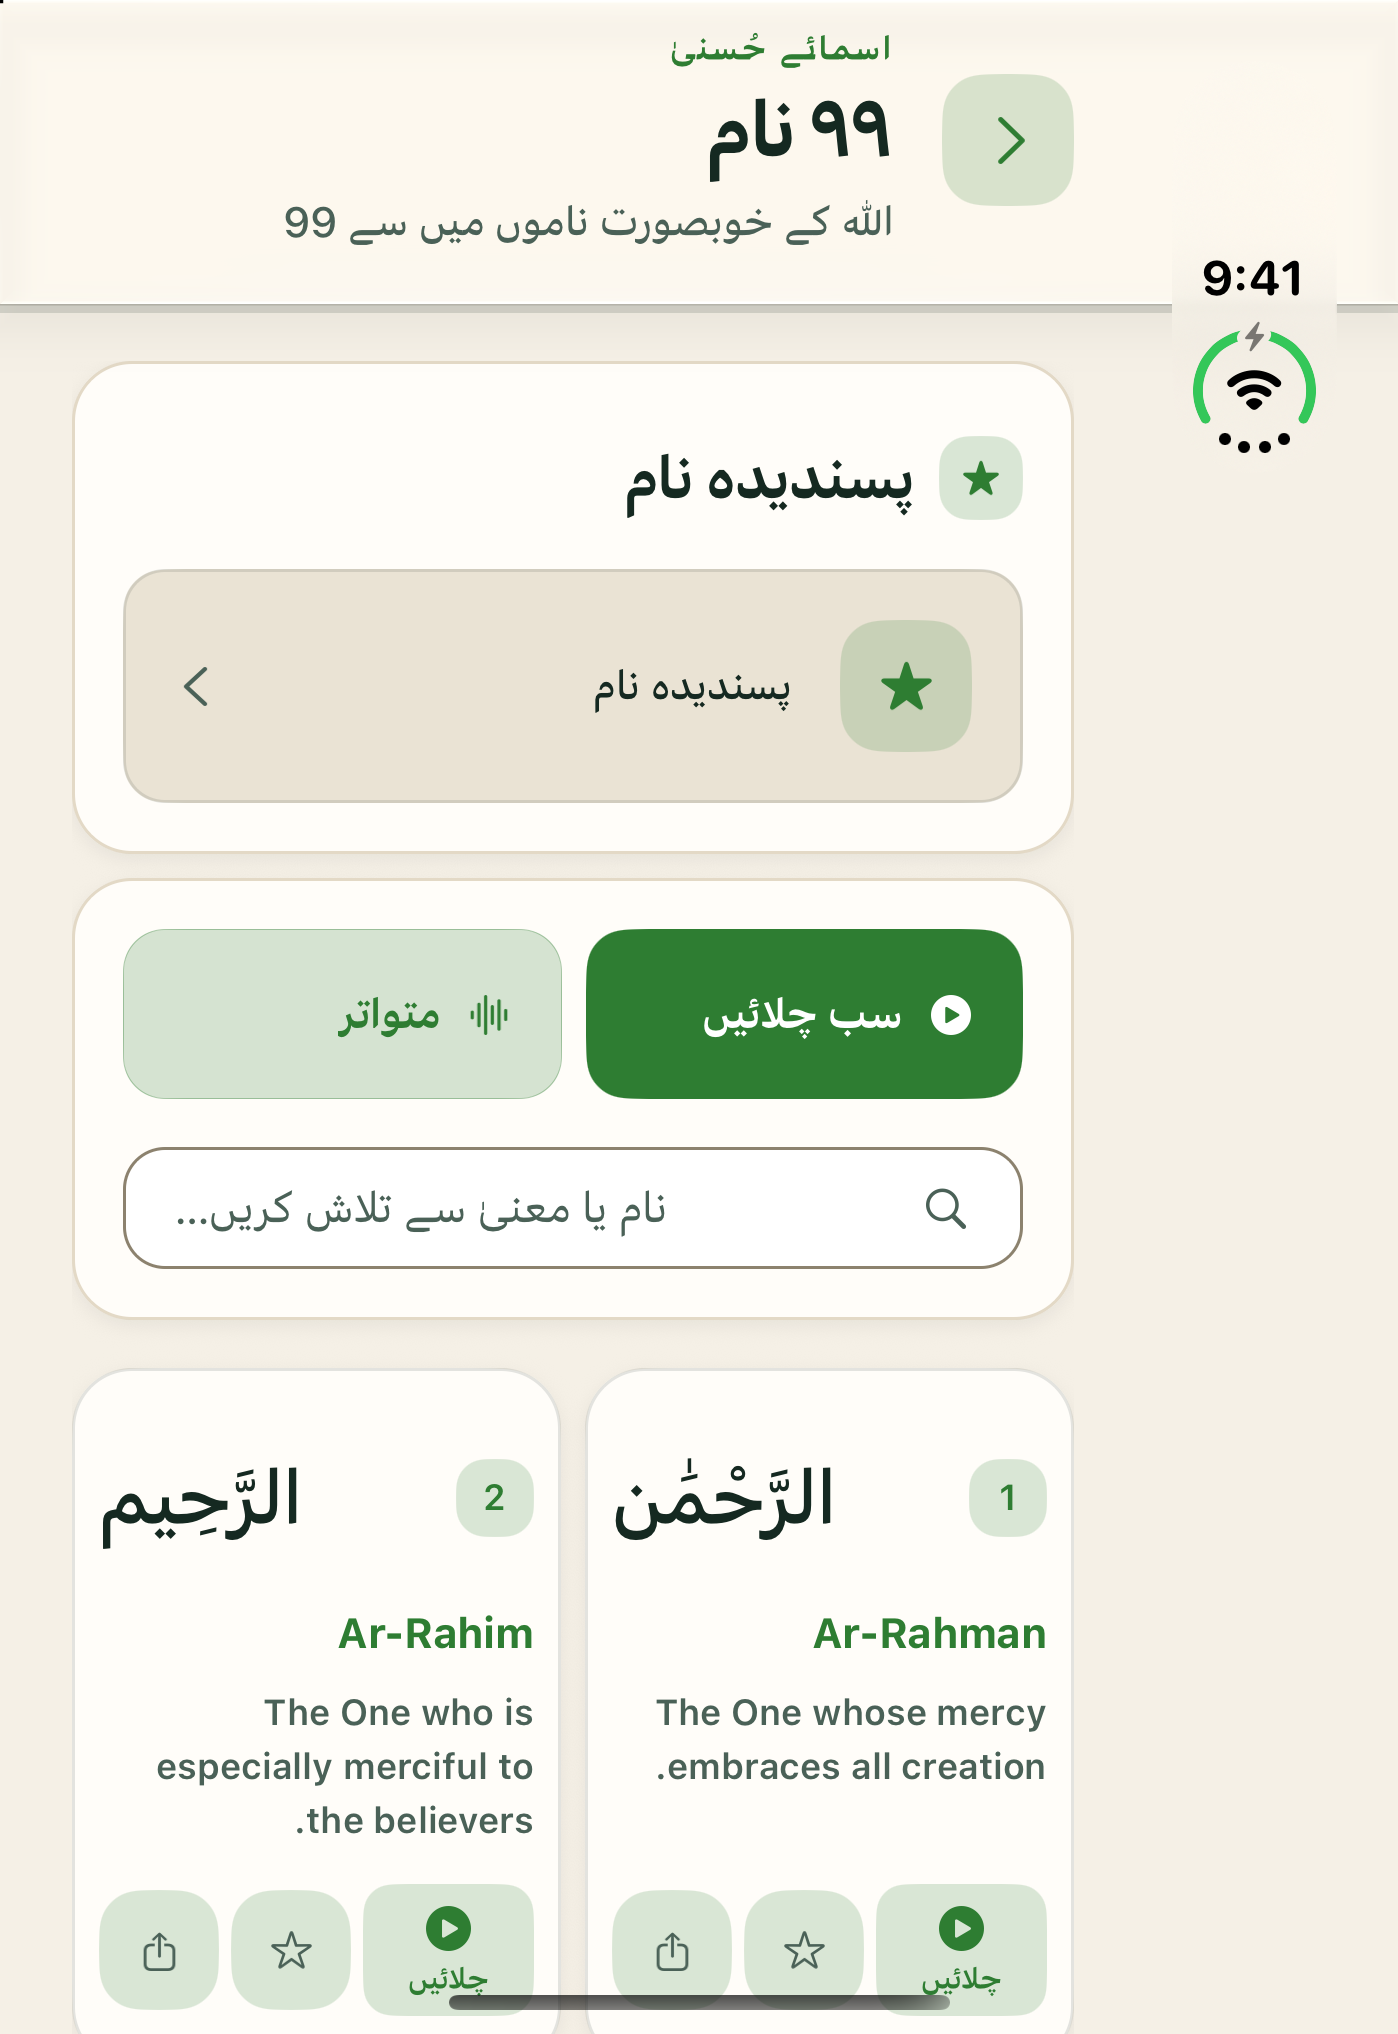 اسمائے حُسنیٰ
۹۹ نام
اللہ کے خوبصورت ناموں میں سے 99
9:41
پسندیدہ نام
پسندیدہ نام
سب چلائیں
متواتر
نام یا معنیٰ سے تلاش کریں...
1
الرَّحْمَٰن
Ar-Rahman
The One whose mercy
embraces all creation.
چلائیں
2
الرَّحِيم
Ar-Rahim
The One who is
especially merciful to
the believers.
چلائیں